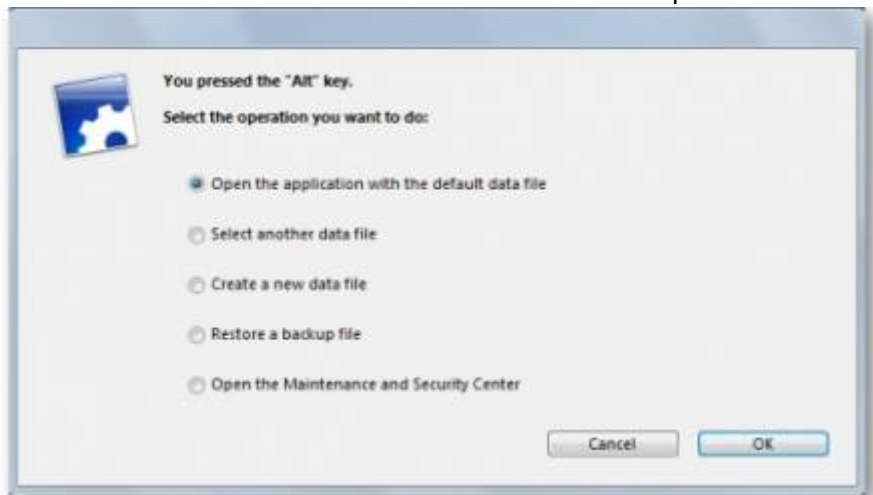 You pressed the "Alt" key.
Select the operation you want to do:
Open the application with the default data file
Select another data file
Create a new data file
Restore a backup file
Open the Maintenance and Security Center
Cancel OK